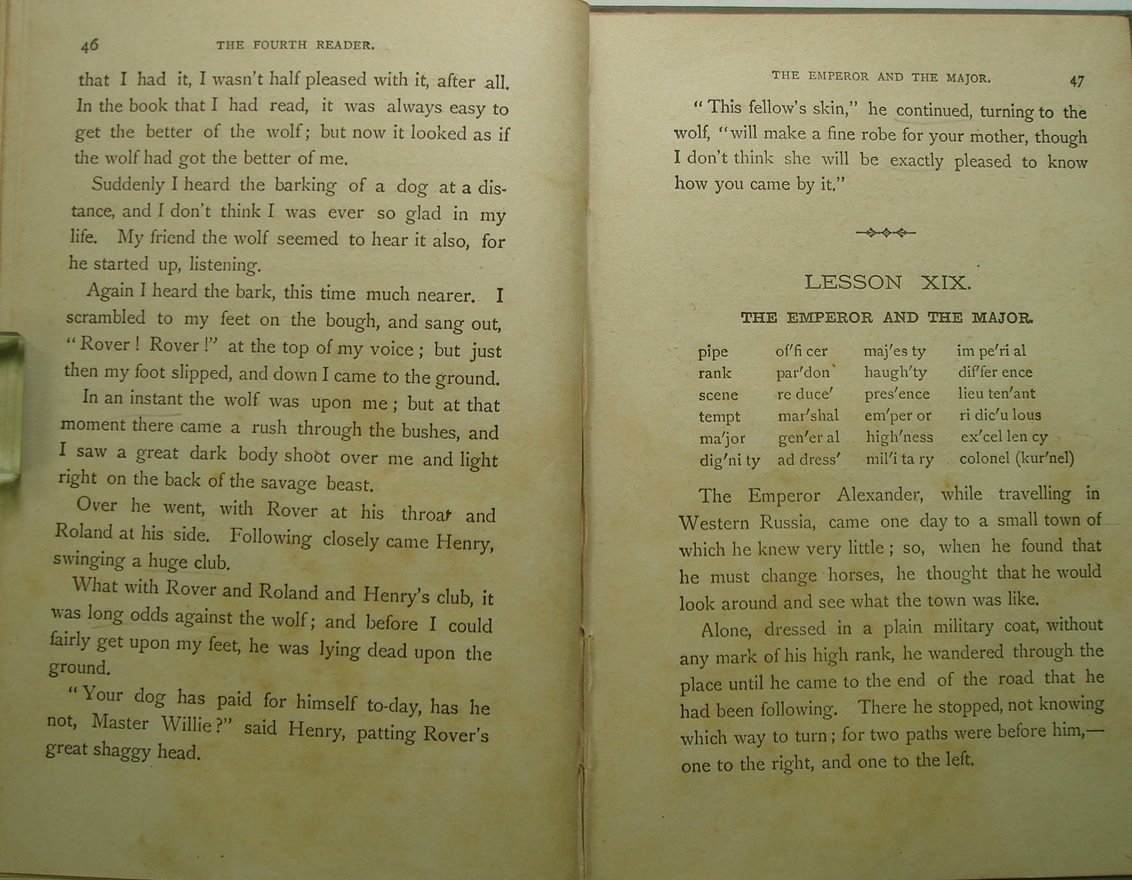 46
THE FOURTH READER.
that I had it, I wasn't half pleased with it, after all.
In the book that I had read, it was always easy to
get the better of the wolf; but now it looked as if
the wolf had got the better of me.
Suddenly I heard the barking of a dog at a dis-
tance, and I don't think I was ever so glad in my
life. My friend the wolf seemed to hear it also, for
he started up, listening.
Again I heard the bark, this time much nearer. I
scrambled to my feet on the bough, and sang out,
"Rover! Rover!" at the top of my voice; but just
then my foot slipped, and down I came to the ground.
In an instant the wolf was upon me; but at that
moment there came a rush through the bushes, and
I saw a great dark body shoot over me and light
right on the back of the savage beast.
Over he went, with Rover at his throat and
Roland at his side. Following closely came Henry,
swinging a huge club.
What with Rover and Roland and Henry's club, it
was long odds against the wolf; and before I could
fairly get upon my feet, he was lying dead upon the
ground.
"Your dog has paid for himself to-day, has he
not, Master Willie?" said Henry, patting Rover's
great shaggy head.
THE EMPEROR AND THE MAJOR.
47
"This fellow's skin," he continued, turning to the
wolf, "will make a fine robe for your mother, though
I don't think she will be exactly pleased to know
how you came by it."
LESSON XIX.
THE EMPEROR AND THE MAJOR.
pipe of'fi cer maj'es ty im pe'ri al
rank par'don haugh'ty dif'fer ence
scene re duce' pres'ence lieu ten'ant
tempt mar'shal em'per or ri dic'u lous
ma'jor gen'er al high'ness ex'cel len cy
dig'ni ty ad dress' mil'i ta ry colonel (kur'nel)
The Emperor Alexander, while travelling in
Western Russia, came one day to a small town of
which he knew very little; so, when he found that
he must change horses, he thought that he would
look around and see what the town was like.
Alone, dressed in a plain military coat, without
any mark of his high rank, he wandered through the
place until he came to the end of the road that he
had been following. There he stopped, not knowing
which way to turn; for two paths were before him,—
one to the right, and one to the left.